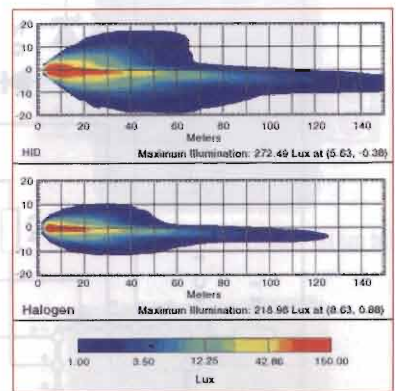 20
10
0
-10
-20
0 20 40 60 80 100 120 140
Meters
HID Maximum Illumination: 272.49 Lux at (5.63, -0.38)
20
10
0
-10
-20
0 20 40 60 80 100 120 140
Meters
Halogen Maximum Illumination: 218.96 Lux at (8.63, 0.88)
1.00 3.50 12.25 42.86 150.00
Lux